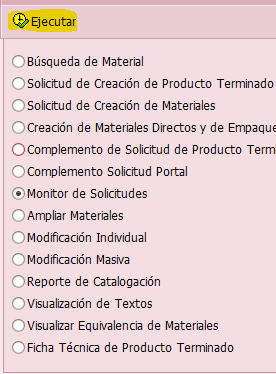 Ejecutar
Búsqueda de Material
Solicitud de Creación de Producto Terminado
Solicitud de Creación de Materiales
Creación de Materiales Directos y de Empaque
Complemento de Solicitud de Producto Term
Complemento Solicitud Portal
Monitor de Solicitudes
Ampliar Materiales
Modificación Individual
Modificación Masiva
Reporte de Catalogación
Visualización de Textos
Visualizar Equivalencia de Materiales
Ficha Técnica de Producto Terminado